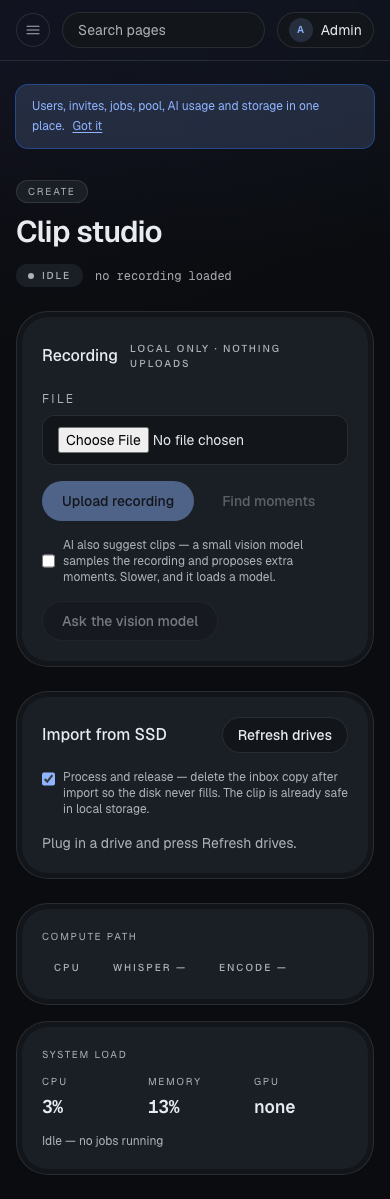 Search pages
A
Admin
Users, invites, jobs, pool, AI usage and storage in one
place. Got it
CREATE
Clip studio
IDLE
no recording loaded
Recording
LOCAL ONLY · NOTHING
UPLOADS
FILE
Choose File No file chosen
Upload recording
Find moments
AI also suggest clips — a small vision model
samples the recording and proposes extra
moments. Slower, and it loads a model.
Ask the vision model
Import from SSD
Refresh drives
Process and release — delete the inbox copy after
import so the disk never fills. The clip is already safe
in local storage.
Plug in a drive and press Refresh drives.
COMPUTE PATH
CPU WHISPER — ENCODE —
SYSTEM LOAD
CPU MEMORY GPU
3% 13% none
Idle — no jobs running